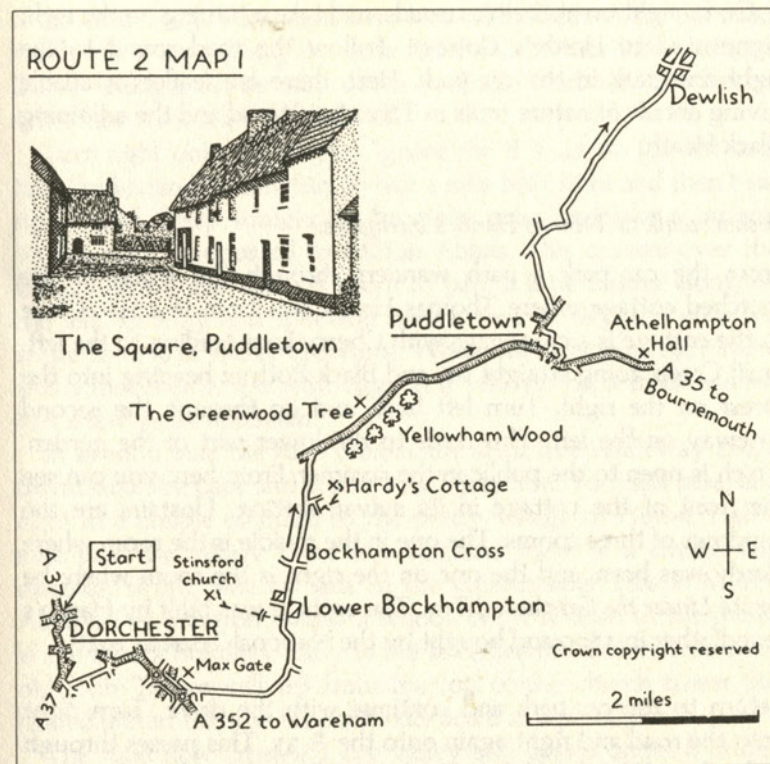 ROUTE 2 MAP I
Dewlish
The Square, Puddletown
Puddletown
Athelhampton
Hall
A 35 to
Bournemouth
The Greenwood Tree
Yellowham Wood
Hardy's Cottage
N
W E
S
Bockhampton Cross
A 37
Start
Stinsford
church
Lower Bockhampton
DORCHESTER
Max Gate
Crown copyright reserved
A 37
A 352 to Wareham
2 miles